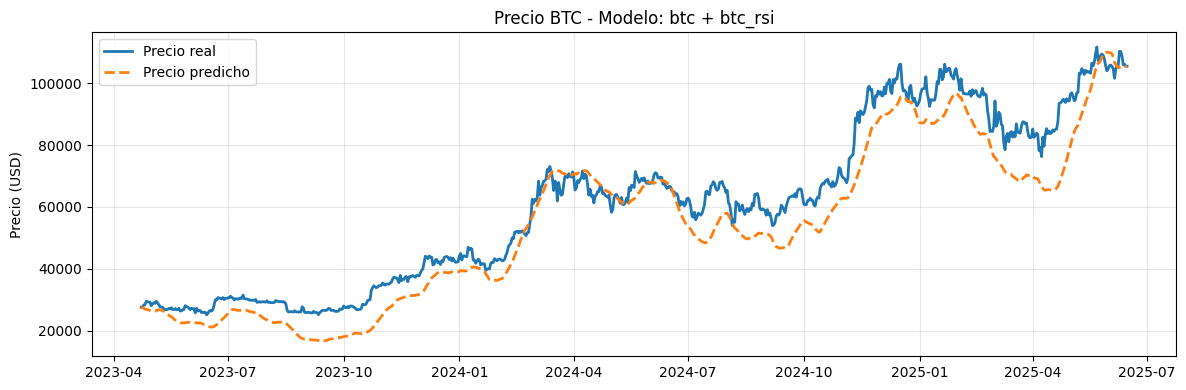 Precio BTC - Modelo: btc + btc_rsi
Precio real
Precio predicho
Precio (USD)
100000
80000
60000
40000
20000
2023-04 2023-07 2023-10 2024-01 2024-04 2024-07 2024-10 2025-01 2025-04 2025-07